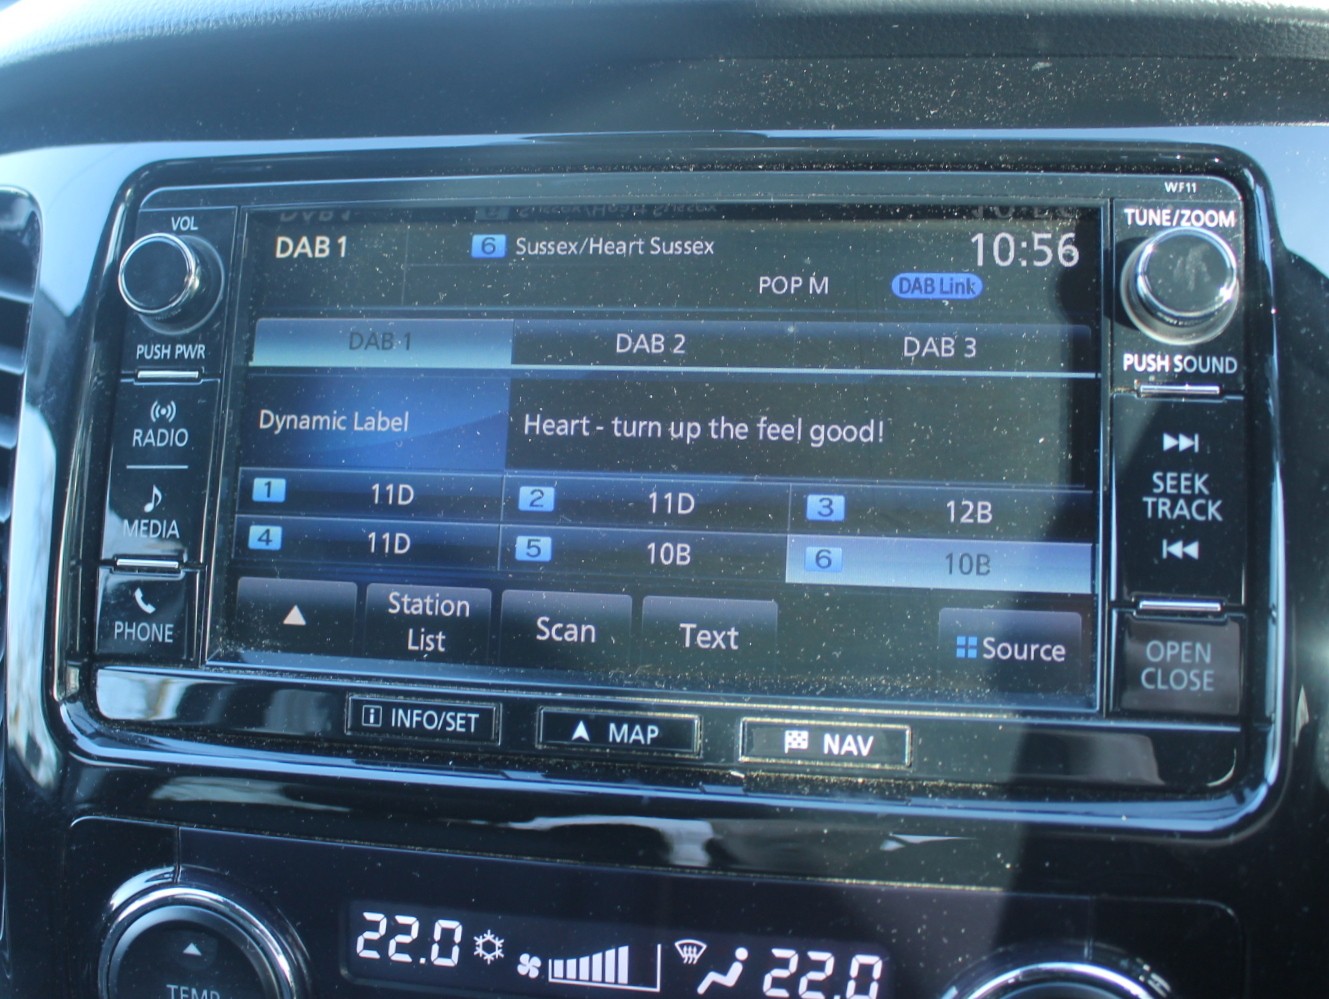 WF11
VOL
TUNE/ZOOM
DAB 1
6 Sussex/Heart Sussex
10:56
POP M
DAB Link
PUSH PWR
DAB 1
DAB 2
DAB 3
PUSH SOUND
RADIO
Dynamic Label
Heart - turn up the feel good!
SEEK
TRACK
MEDIA
1 11D
2 11D
3 12B
4 11D
5 10B
6 10B
PHONE
Station
List
Scan
Text
Source
OPEN
CLOSE
i INFO/SET
MAP
NAV
22.0
22.0
TEMP